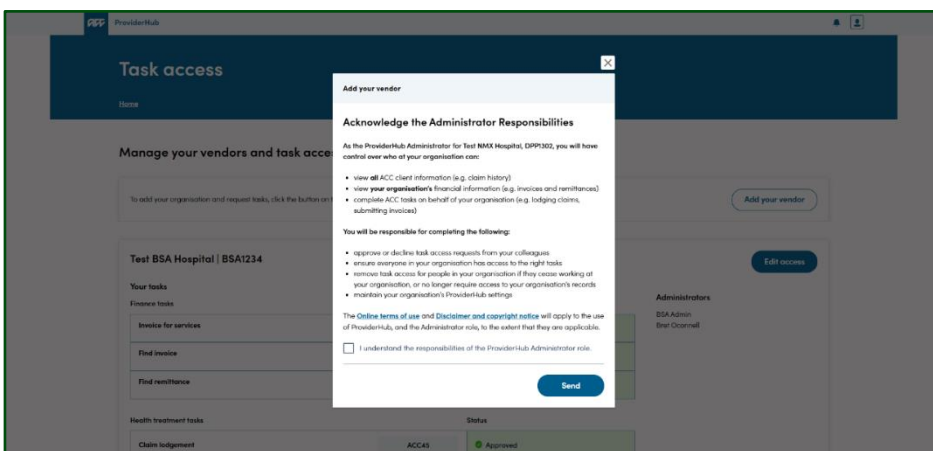 ProviderHub
Task access
Home
Add your vendor
Acknowledge the Administrator Responsibilities
As the ProviderHub Administrator for Test NMX Hospital, DPP1302, you will have
control over who at your organisation can:
• view all ACC client information (e.g. claim history)
• view your organisation's financial information (e.g. invoices and remittances)
• complete ACC tasks on behalf of your organisation (e.g. lodging claims,
submitting invoices)
You will be responsible for completing the following:
• approve or decline task access requests from your colleagues
• ensure everyone in your organisation has access to the right tasks
• remove task access for people in your organisation if they cease working at
your organisation, or no longer require access to your organisation's records
• maintain your organisation's ProviderHub settings
The Online terms of use and Disclaimer and copyright notice will apply to the use
of ProviderHub, and the Administrator role, to the extent that they are applicable.
I understand the responsibilities of the ProviderHub Administrator role.
Send
Manage your vendors and task acce
To add your organisation and request tasks, click the button on
Add your vendor
Test BSA Hospital | BSA1234
Edit access
Your tasks
Finance tasks
Invoice for services
Find invoice
Find remittance
Administrators
BSAAdmin
Bret Oconnell
Health treatment tasks
Status
Claim lodgement
ACC45
Approved